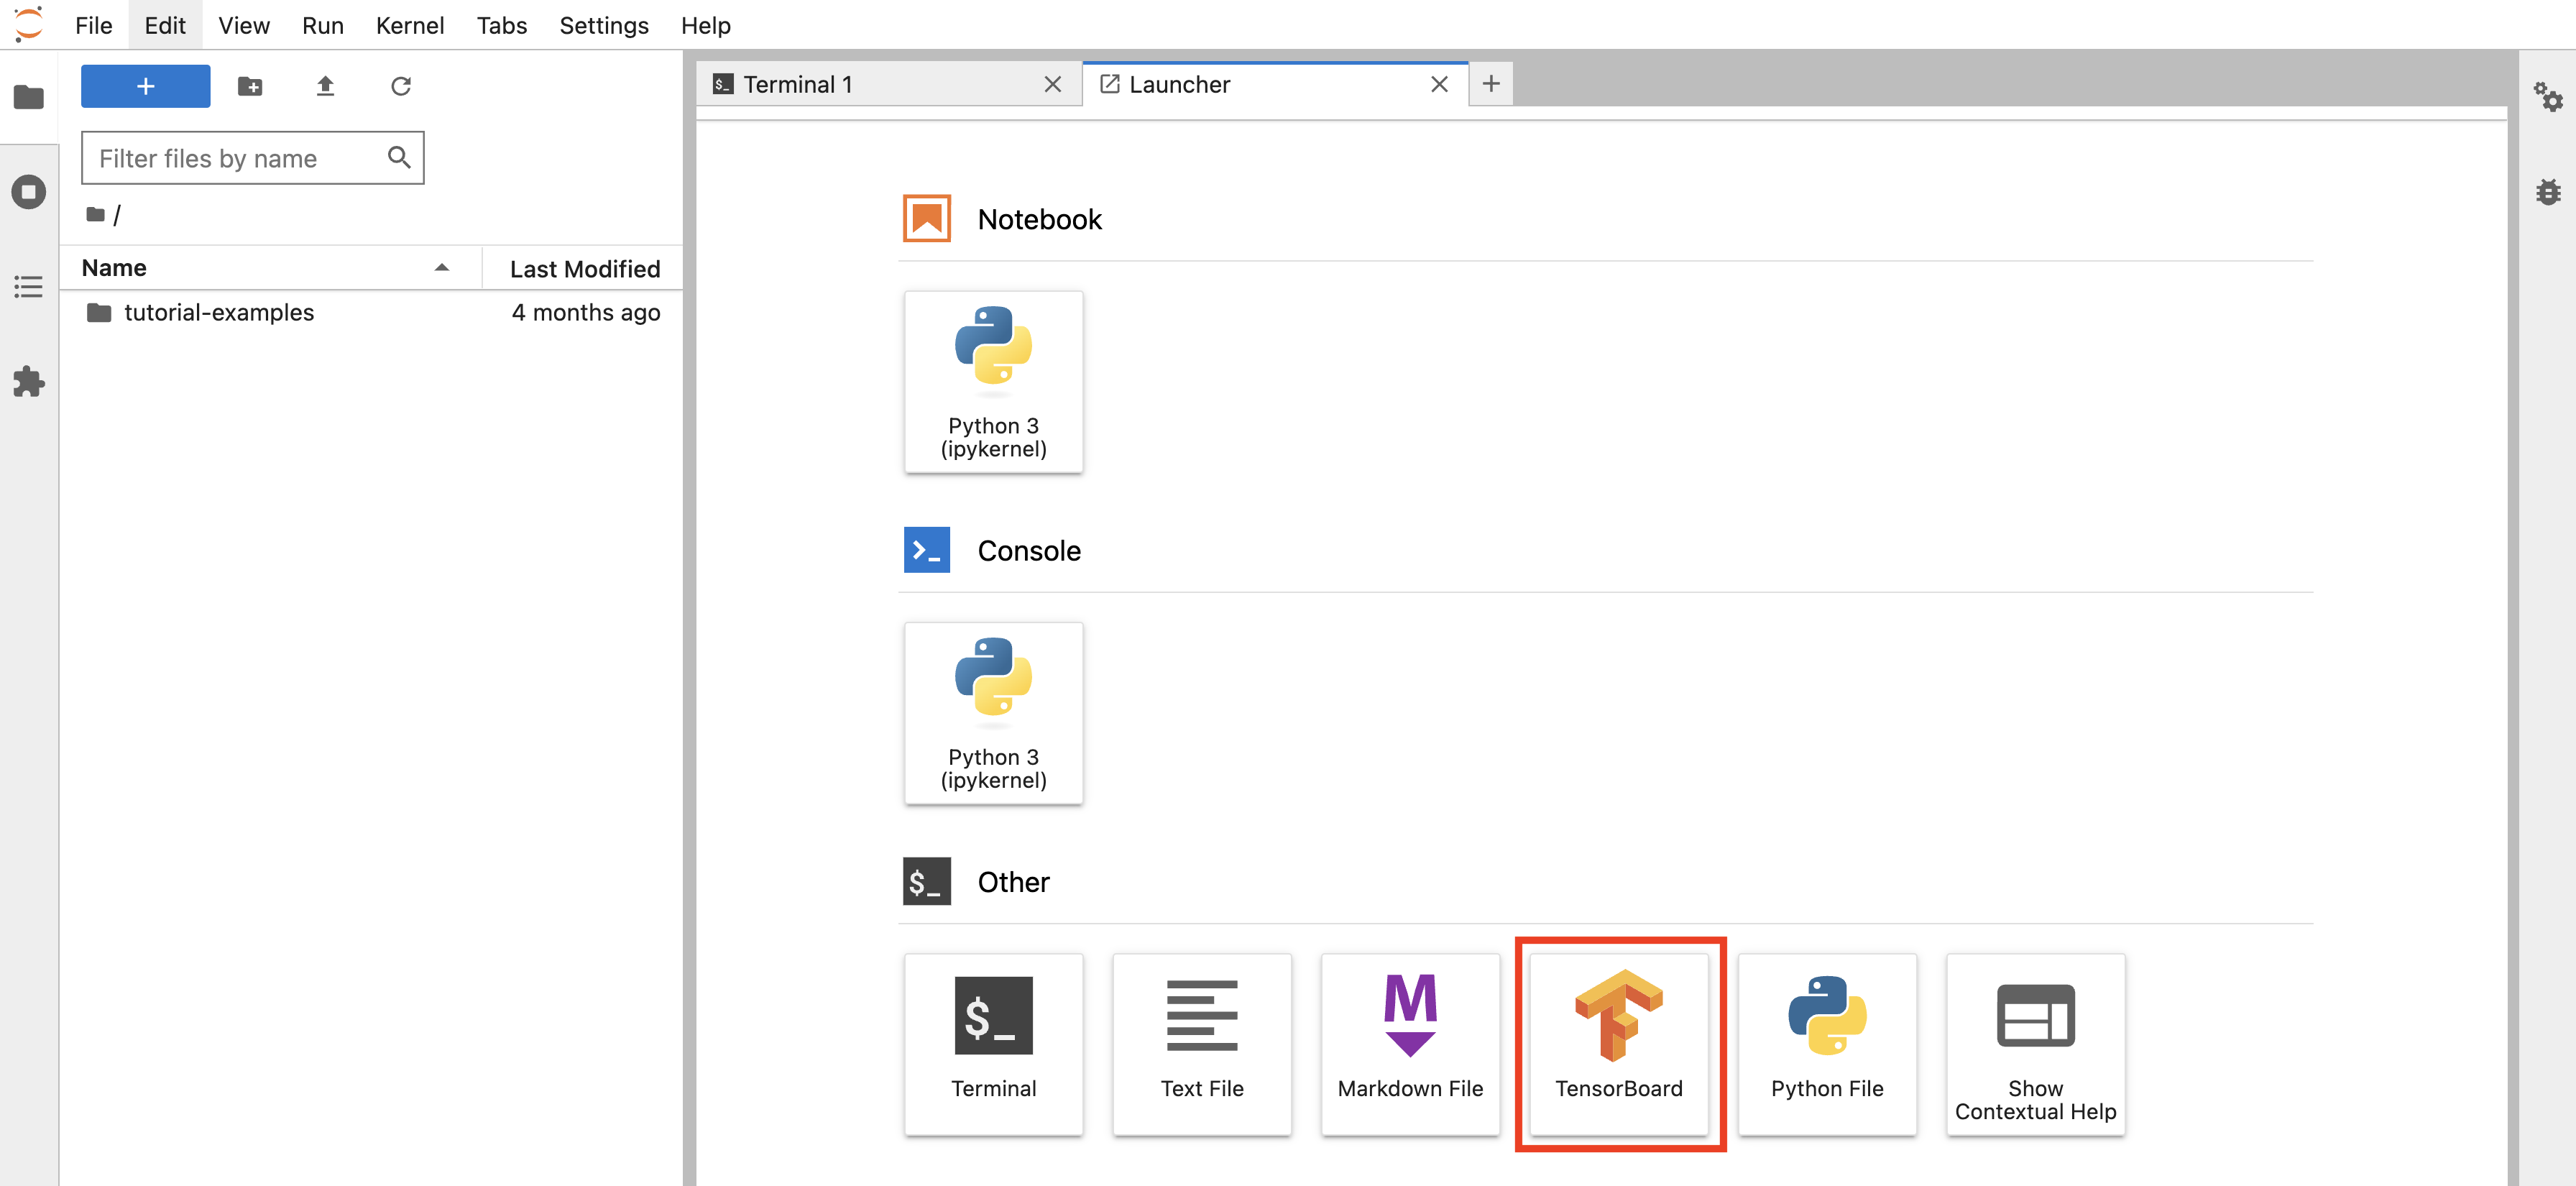 File Edit View Run Kernel Tabs Settings Help
+
Filter files by name
/
Name Last Modified
tutorial-examples 4 months ago
$_ Terminal 1
Launcher
+
Notebook
Python 3
(ipykernel)
>_ Console
Python 3
(ipykernel)
$_ Other
$_
Terminal
Text File
M
Markdown File
TensorBoard
Python File
Show
Contextual Help